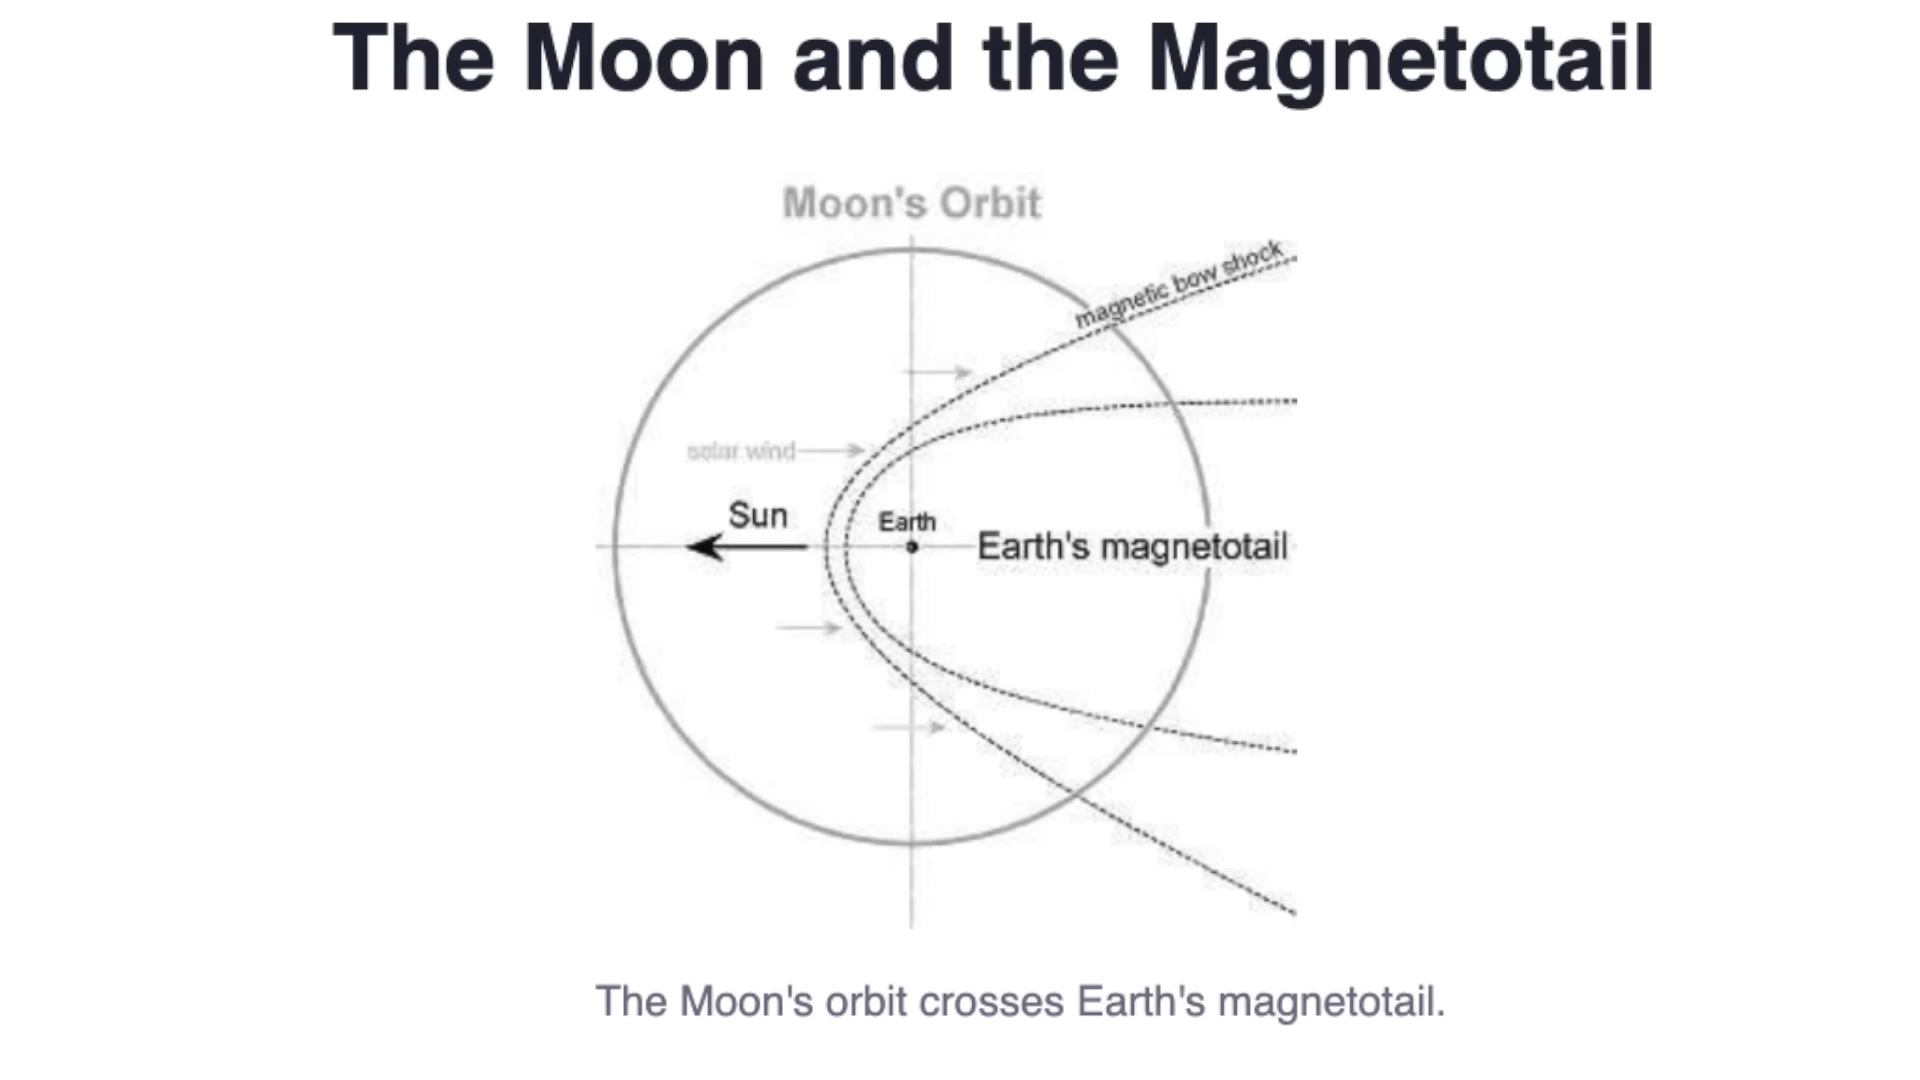 The Moon and the Magnetotail
Moon's Orbit
magnetic bow shock
solar wind
Sun
Earth
Earth's magnetotail
The Moon's orbit crosses Earth's magnetotail.